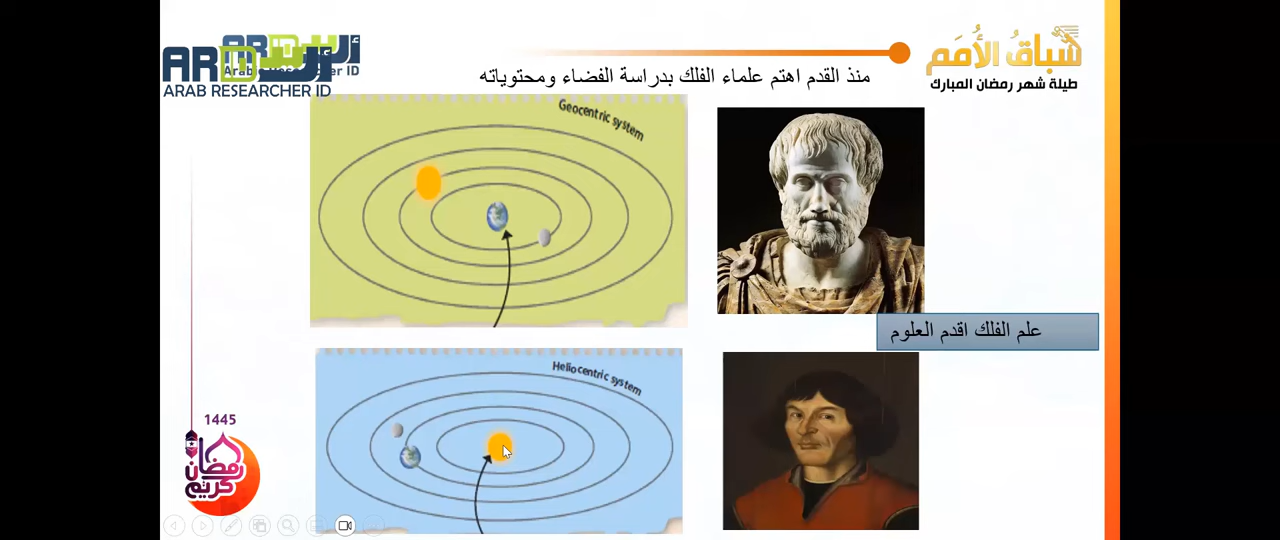 ARAB RESEARCHER ID
سباقُ الأُمَم
طيلة شهر رمضان المبارك
منذ القدم اهتم علماء الفلك بدراسة الفضاء ومحتوياته
Geocentric system
علم الفلك اقدم العلوم
Heliocentric system
1445
رمضان
كريم